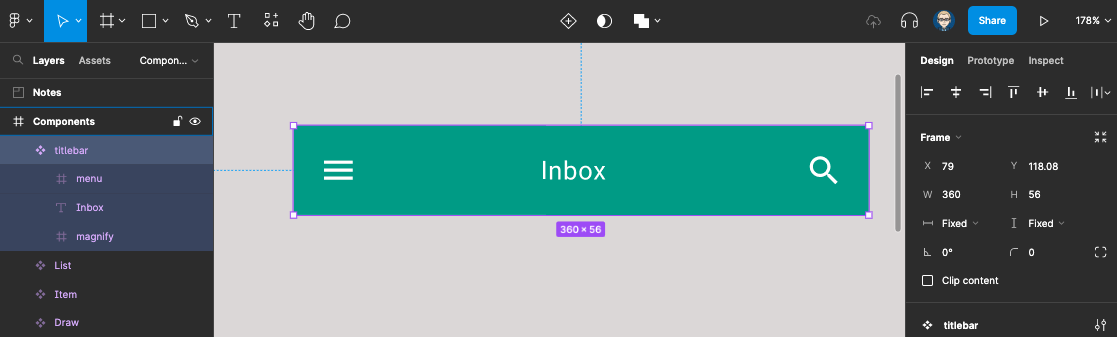 Share
178%
Layers Assets Compon...
Notes
Components
titlebar
menu
Inbox
magnify
List
Item
Draw
Inbox
360 × 56
Design Prototype Inspect
Frame
X 79 Y 118.08
W 360 H 56
Fixed Fixed
0° 0
Clip content
titlebar